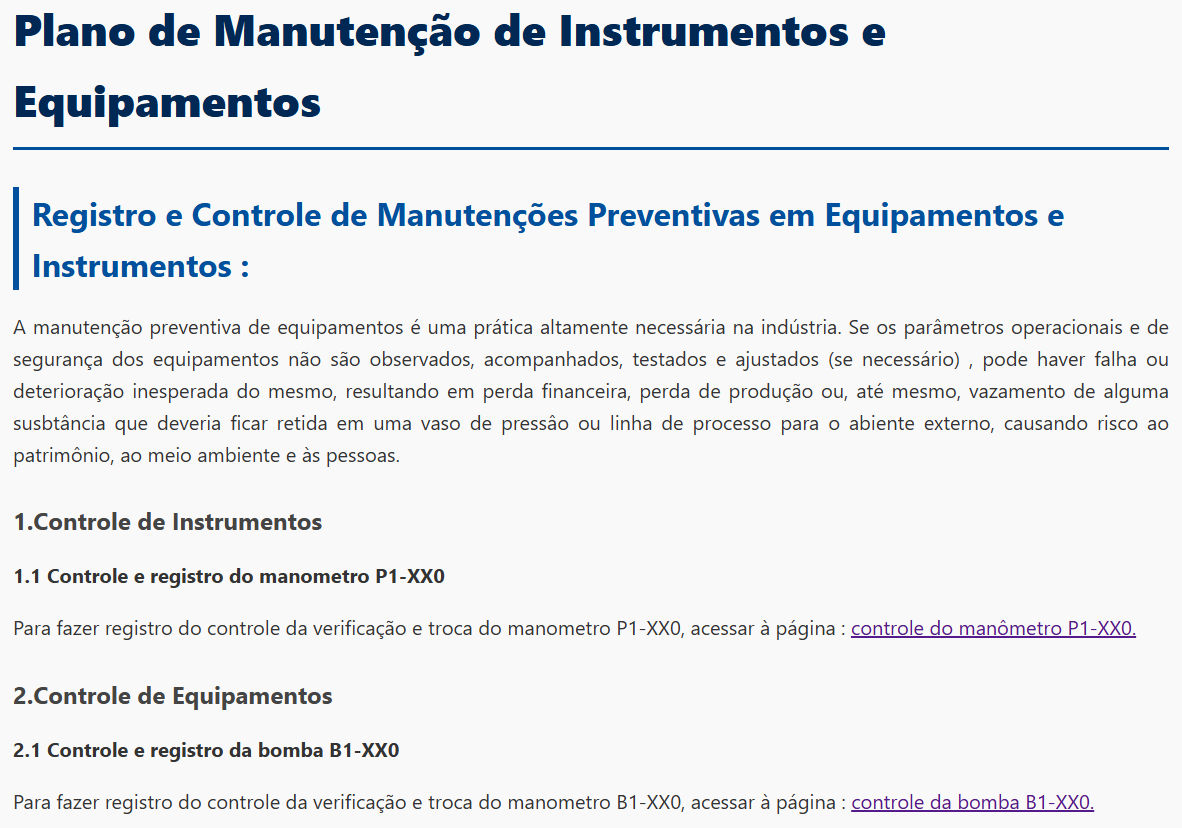 Plano de Manutenção de Instrumentos e
Equipamentos
Registro e Controle de Manutenções Preventivas em Equipamentos e
Instrumentos :
A manutenção preventiva de equipamentos é uma prática altamente necessária na indústria. Se os parâmetros operacionais e de
segurança dos equipamentos não são observados, acompanhados, testados e ajustados (se necessário) , pode haver falha ou
deterioração inesperada do mesmo, resultando em perda financeira, perda de produção ou, até mesmo, vazamento de alguma
susbtância que deveria ficar retida em uma vaso de pressâo ou linha de processo para o abiente externo, causando risco ao
patrimônio, ao meio ambiente e às pessoas.
1.Controle de Instrumentos
1.1 Controle e registro do manometro P1-XX0
Para fazer registro do controle da verificação e troca do manometro P1-XX0, acessar à página : controle do manômetro P1-XX0.
2.Controle de Equipamentos
2.1 Controle e registro da bomba B1-XX0
Para fazer registro do controle da verificação e troca do manometro B1-XX0, acessar à página : controle da bomba B1-XX0.